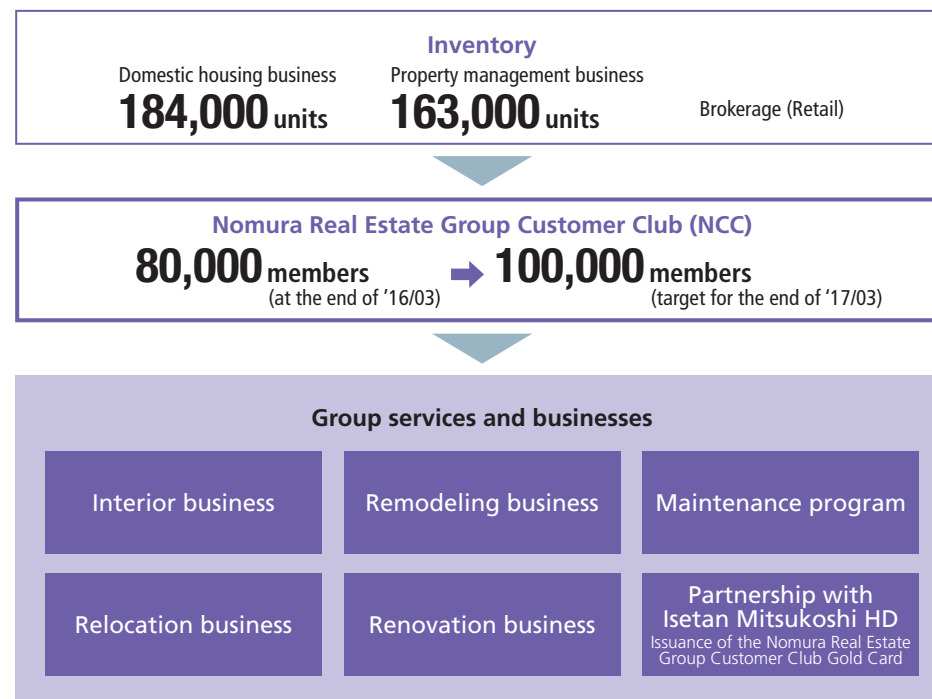 Inventory
Domestic housing business
184,000 units
Property management business
163,000 units
Brokerage (Retail)
Nomura Real Estate Group Customer Club (NCC)
80,000 members
(at the end of ’16/03)
100,000 members
(target for the end of ’17/03)
Group services and businesses
Interior business
Remodeling business
Maintenance program
Relocation business
Renovation business
Partnership with
Isetan Mitsukoshi HD
Issuance of the Nomura Real Estate
Group Customer Club Gold Card